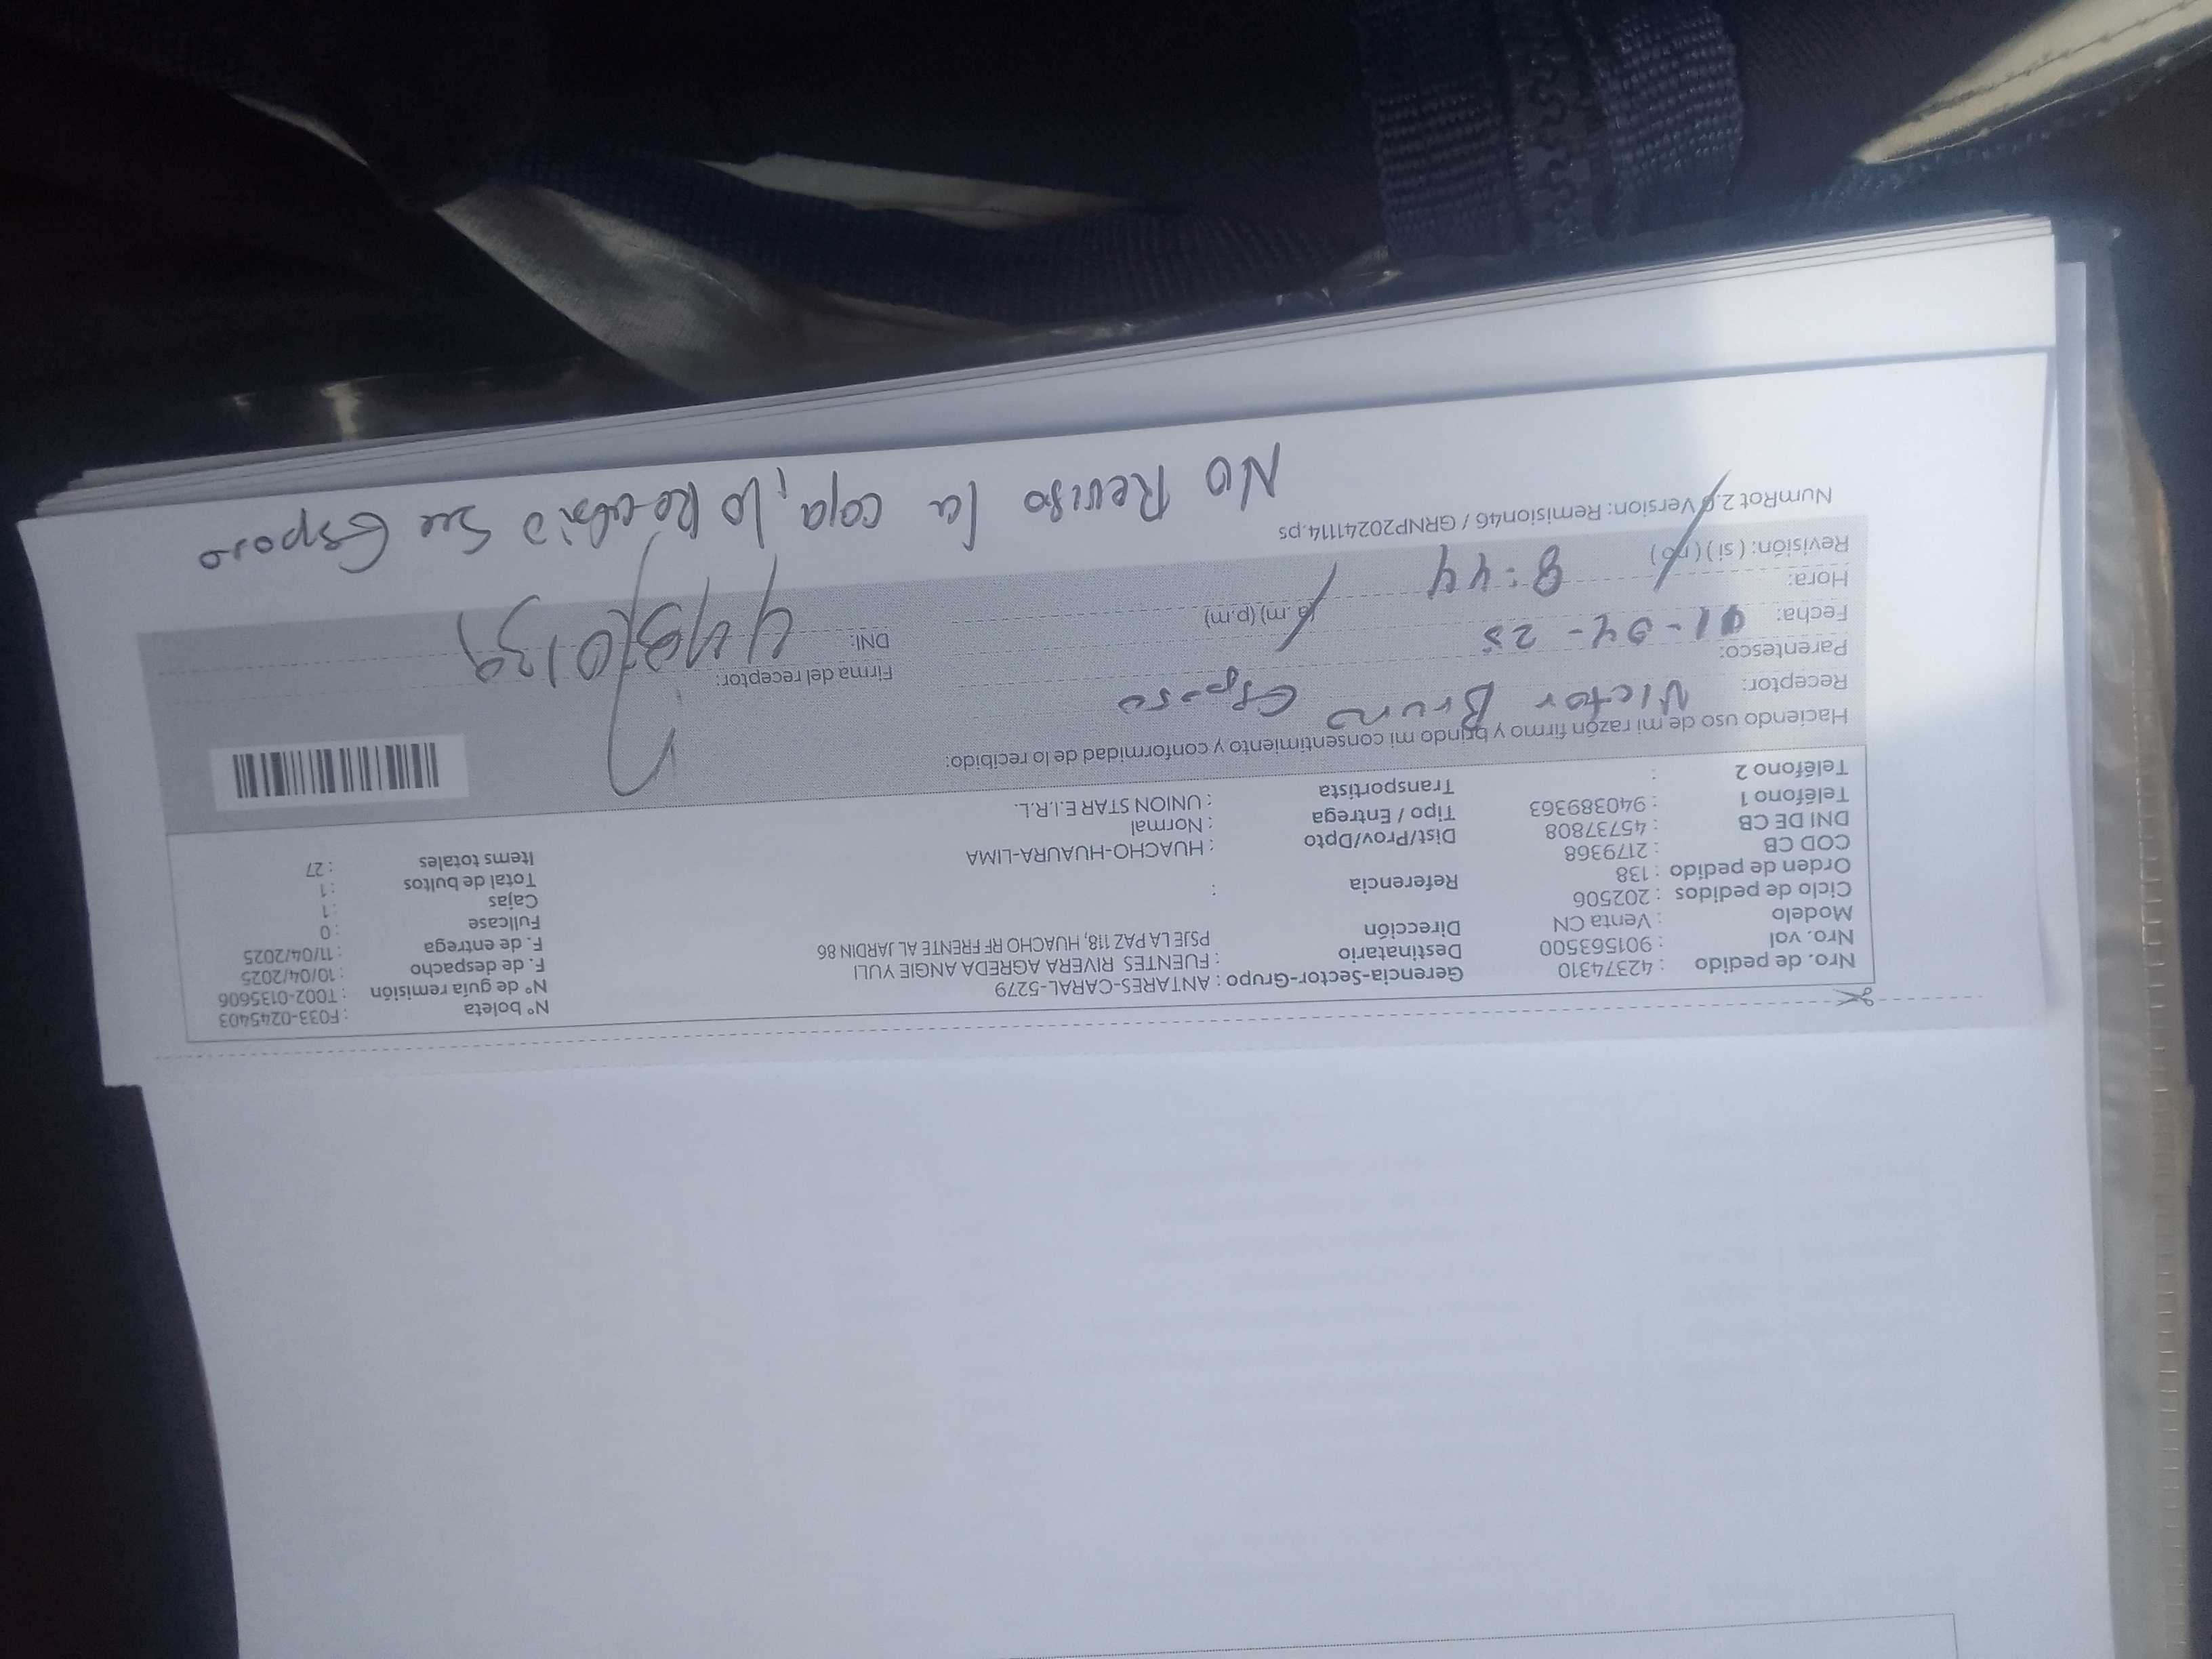 Nro. de pedido : 42374310 Gerencia-Sector-Grupo : ANTARES-CARAL-5279 N° boleta : F033-0245403
Nro. val : 901563500 Destinatario : FUENTES RIVERA AGREDA ANGIE YULI N° de guía remisión : T002-0135606
Modelo : Venta CN Dirección PSJE LA PAZ 118, HUACHO RF FRENTE AL JARDIN 86 F. de despacho : 10/04/2025
Ciclo de pedidos : 202506 F. de entrega : 11/04/2025
Orden de pedido : 138 Referencia : Fullcase : 0
COD CB : 2179368 Cajas : 1
DNI DE CB : 45737808 Dist/Prov/Dpto : HUACHO-HUAURA-LIMA Total de bultos : 1
Teléfono 1 : 940389363 Tipo / Entrega : Normal Items totales : 27
Teléfono 2 : Transportista : UNION STAR E.I.R.L.
Haciendo uso de mi razón firmo y brindo mi consentimiento y conformidad de lo recibido:
Receptor: Victor Bruno Esposo
Parentesco: Firma del receptor:
Fecha: 11-04-25 DNI:
Hora: 8:44 (a.m) (p.m)
Revisión: ( si ) ( no )
NumRot 2.0 Version: Remision46 / GRNP20241114.ps
No Reviso la caja, lo Recibió su Esposo